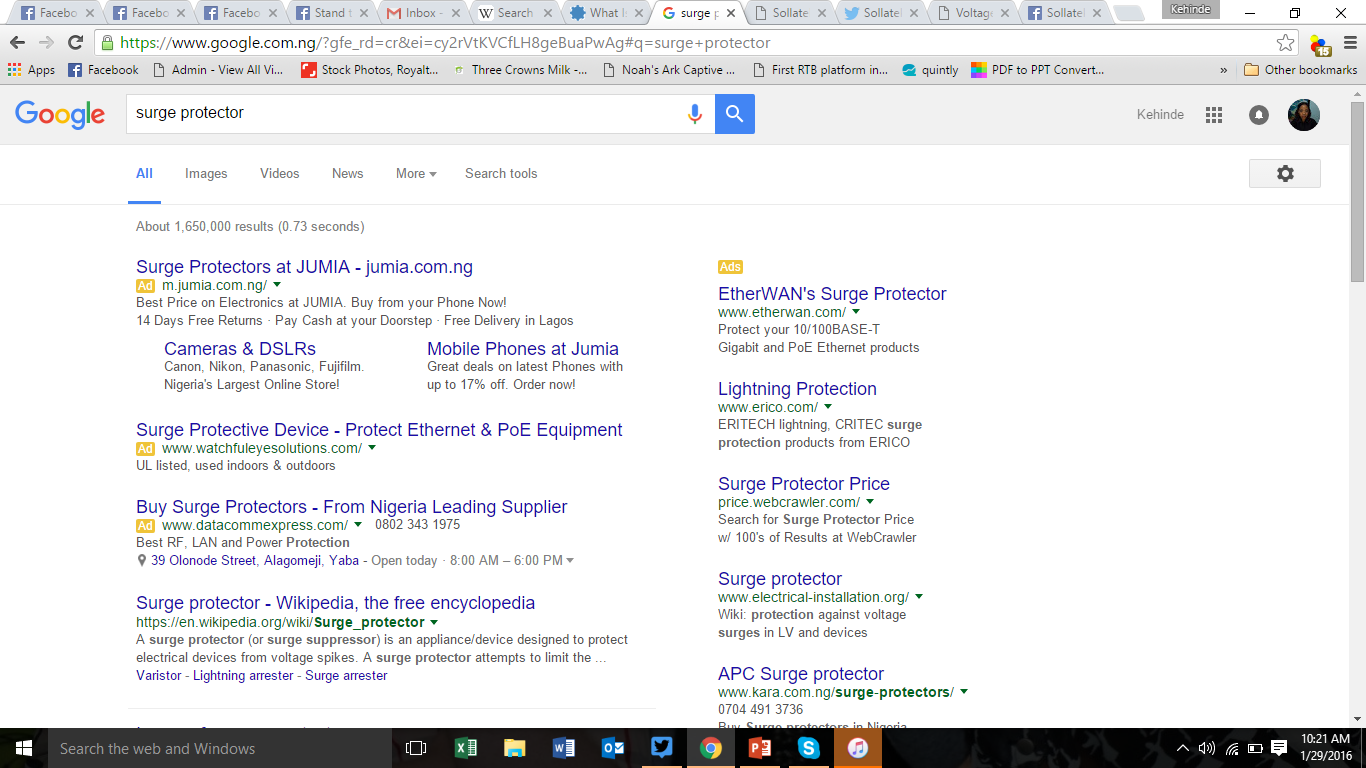 Facebo
Facebo
Facebo
Stand t
Inbox -
Search
What Is
surge p
Sollate
Sollatel
Voltage
Sollatel
Kehinde
https://www.google.com.ng/?gfe_rd=cr&ei=cy2rVtKVCfLH8geBuaPwAg#q=surge+protector
15
Apps
Facebook
Admin - View All Vi...
Stock Photos, Royalt...
Three Crowns Milk -...
Noah's Ark Captive ...
First RTB platform in...
quintly
PDF to PPT Convert...
»
Other bookmarks
Google
surge protector
Kehinde
All
Images
Videos
News
More
Search tools
About 1,650,000 results (0.73 seconds)
Surge Protectors at JUMIA - jumia.com.ng
Ad m.jumia.com.ng/
Best Price on Electronics at JUMIA. Buy from your Phone Now!
14 Days Free Returns · Pay Cash at your Doorstep · Free Delivery in Lagos
Cameras & DSLRs
Canon, Nikon, Panasonic, Fujifilm.
Nigeria's Largest Online Store!
Mobile Phones at Jumia
Great deals on latest Phones with
up to 17% off. Order now!
Surge Protective Device - Protect Ethernet & PoE Equipment
Ad www.watchfuleyesolutions.com/
UL listed, used indoors & outdoors
Buy Surge Protectors - From Nigeria Leading Supplier
Ad www.datacommexpress.com/ 0802 343 1975
Best RF, LAN and Power Protection
39 Olonode Street, Alagomeji, Yaba - Open today · 8:00 AM – 6:00 PM
Surge protector - Wikipedia, the free encyclopedia
https://en.wikipedia.org/wiki/Surge_protector
A surge protector (or surge suppressor) is an appliance/device designed to protect
electrical devices from voltage spikes. A surge protector attempts to limit the ...
Varistor - Lightning arrester - Surge arrester
Ads
EtherWAN's Surge Protector
www.etherwan.com/
Protect your 10/100BASE-T
Gigabit and PoE Ethernet products
Lightning Protection
www.erico.com/
ERITECH lightning, CRITEC surge
protection products from ERICO
Surge Protector Price
price.webcrawler.com/
Search for Surge Protector Price
w/ 100's of Results at WebCrawler
Surge protector
www.electrical-installation.org/
Wiki: protection against voltage
surges in LV and devices
APC Surge protector
www.kara.com.ng/surge-protectors/
0704 491 3736
Buy Surge protectors in Nigeria
Search the web and Windows
10:21 AM
1/29/2016